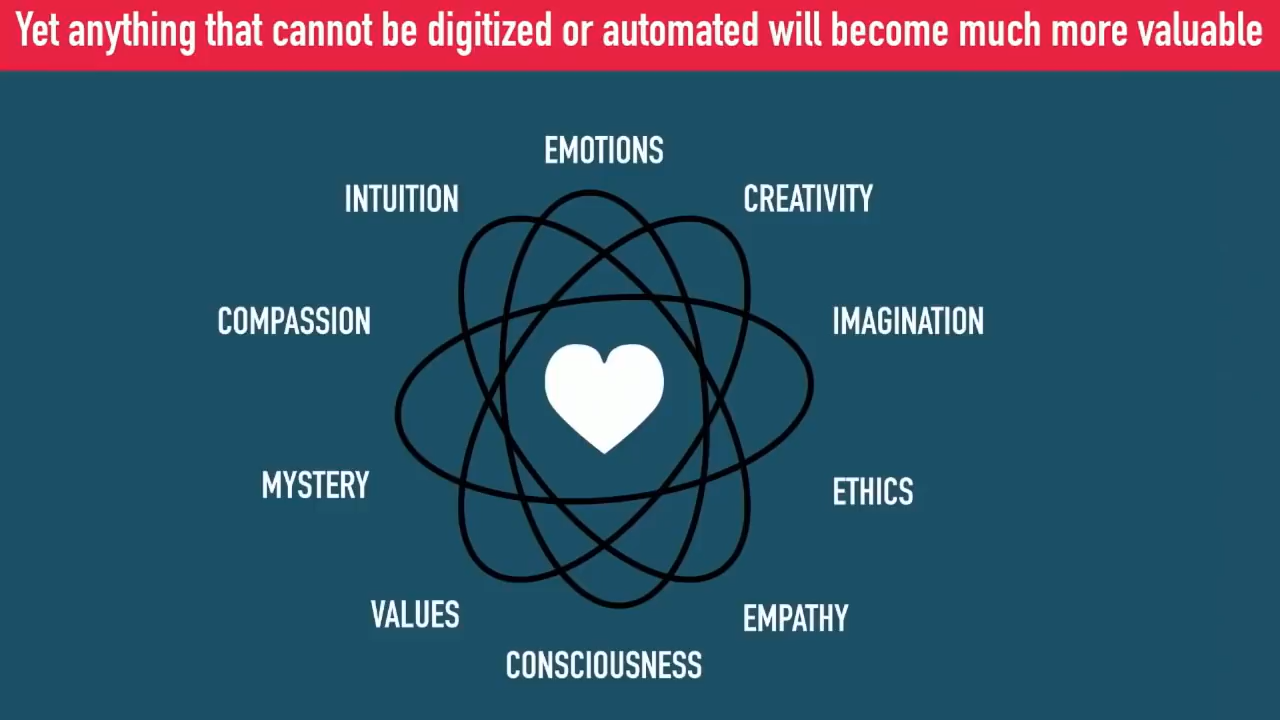 Yet anything that cannot be digitized or automated will become much more valuable
EMOTIONS
INTUITION
CREATIVITY
COMPASSION
IMAGINATION
MYSTERY
ETHICS
VALUES
EMPATHY
CONSCIOUSNESS